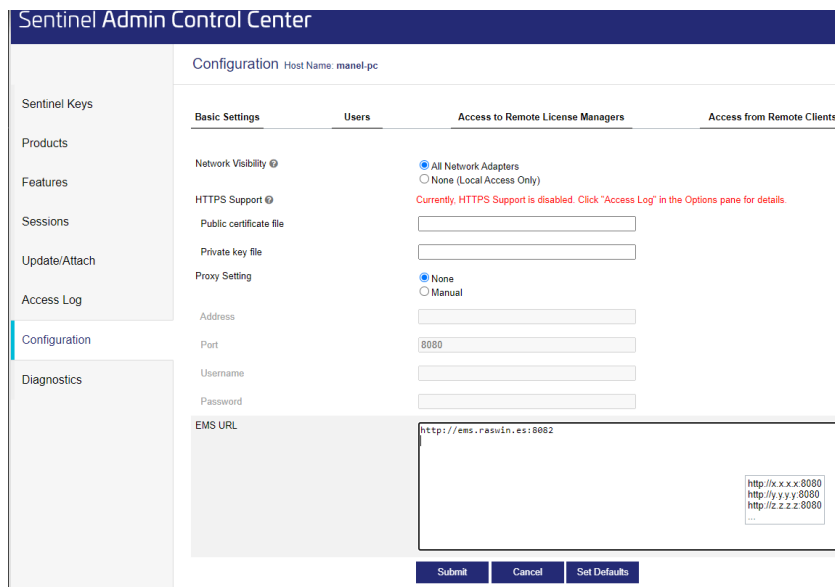 Sentinel Admin Control Center
Configuration Host Name: manel-pc
Sentinel Keys
Products
Features
Sessions
Update/Attach
Access Log
Configuration
Diagnostics
Basic Settings Users Access to Remote License Managers Access from Remote Clients
Network Visibility ? All Network Adapters
None (Local Access Only)
HTTPS Support ? Currently, HTTPS Support is disabled. Click "Access Log" in the Options pane for details.
Public certificate file
Private key file
Proxy Setting None
Manual
Address
Port 8080
Username
Password
EMS URL http://ems.raswin.es:8082
http://x.x.x.x:8080
http://y.y.y.y:8080
http://z.z.z.z:8080
...
Submit Cancel Set Defaults